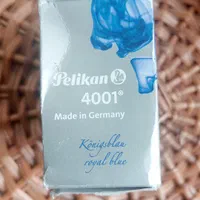 Pelikan
4001®
Made in Germany
Königsblau
royal blue